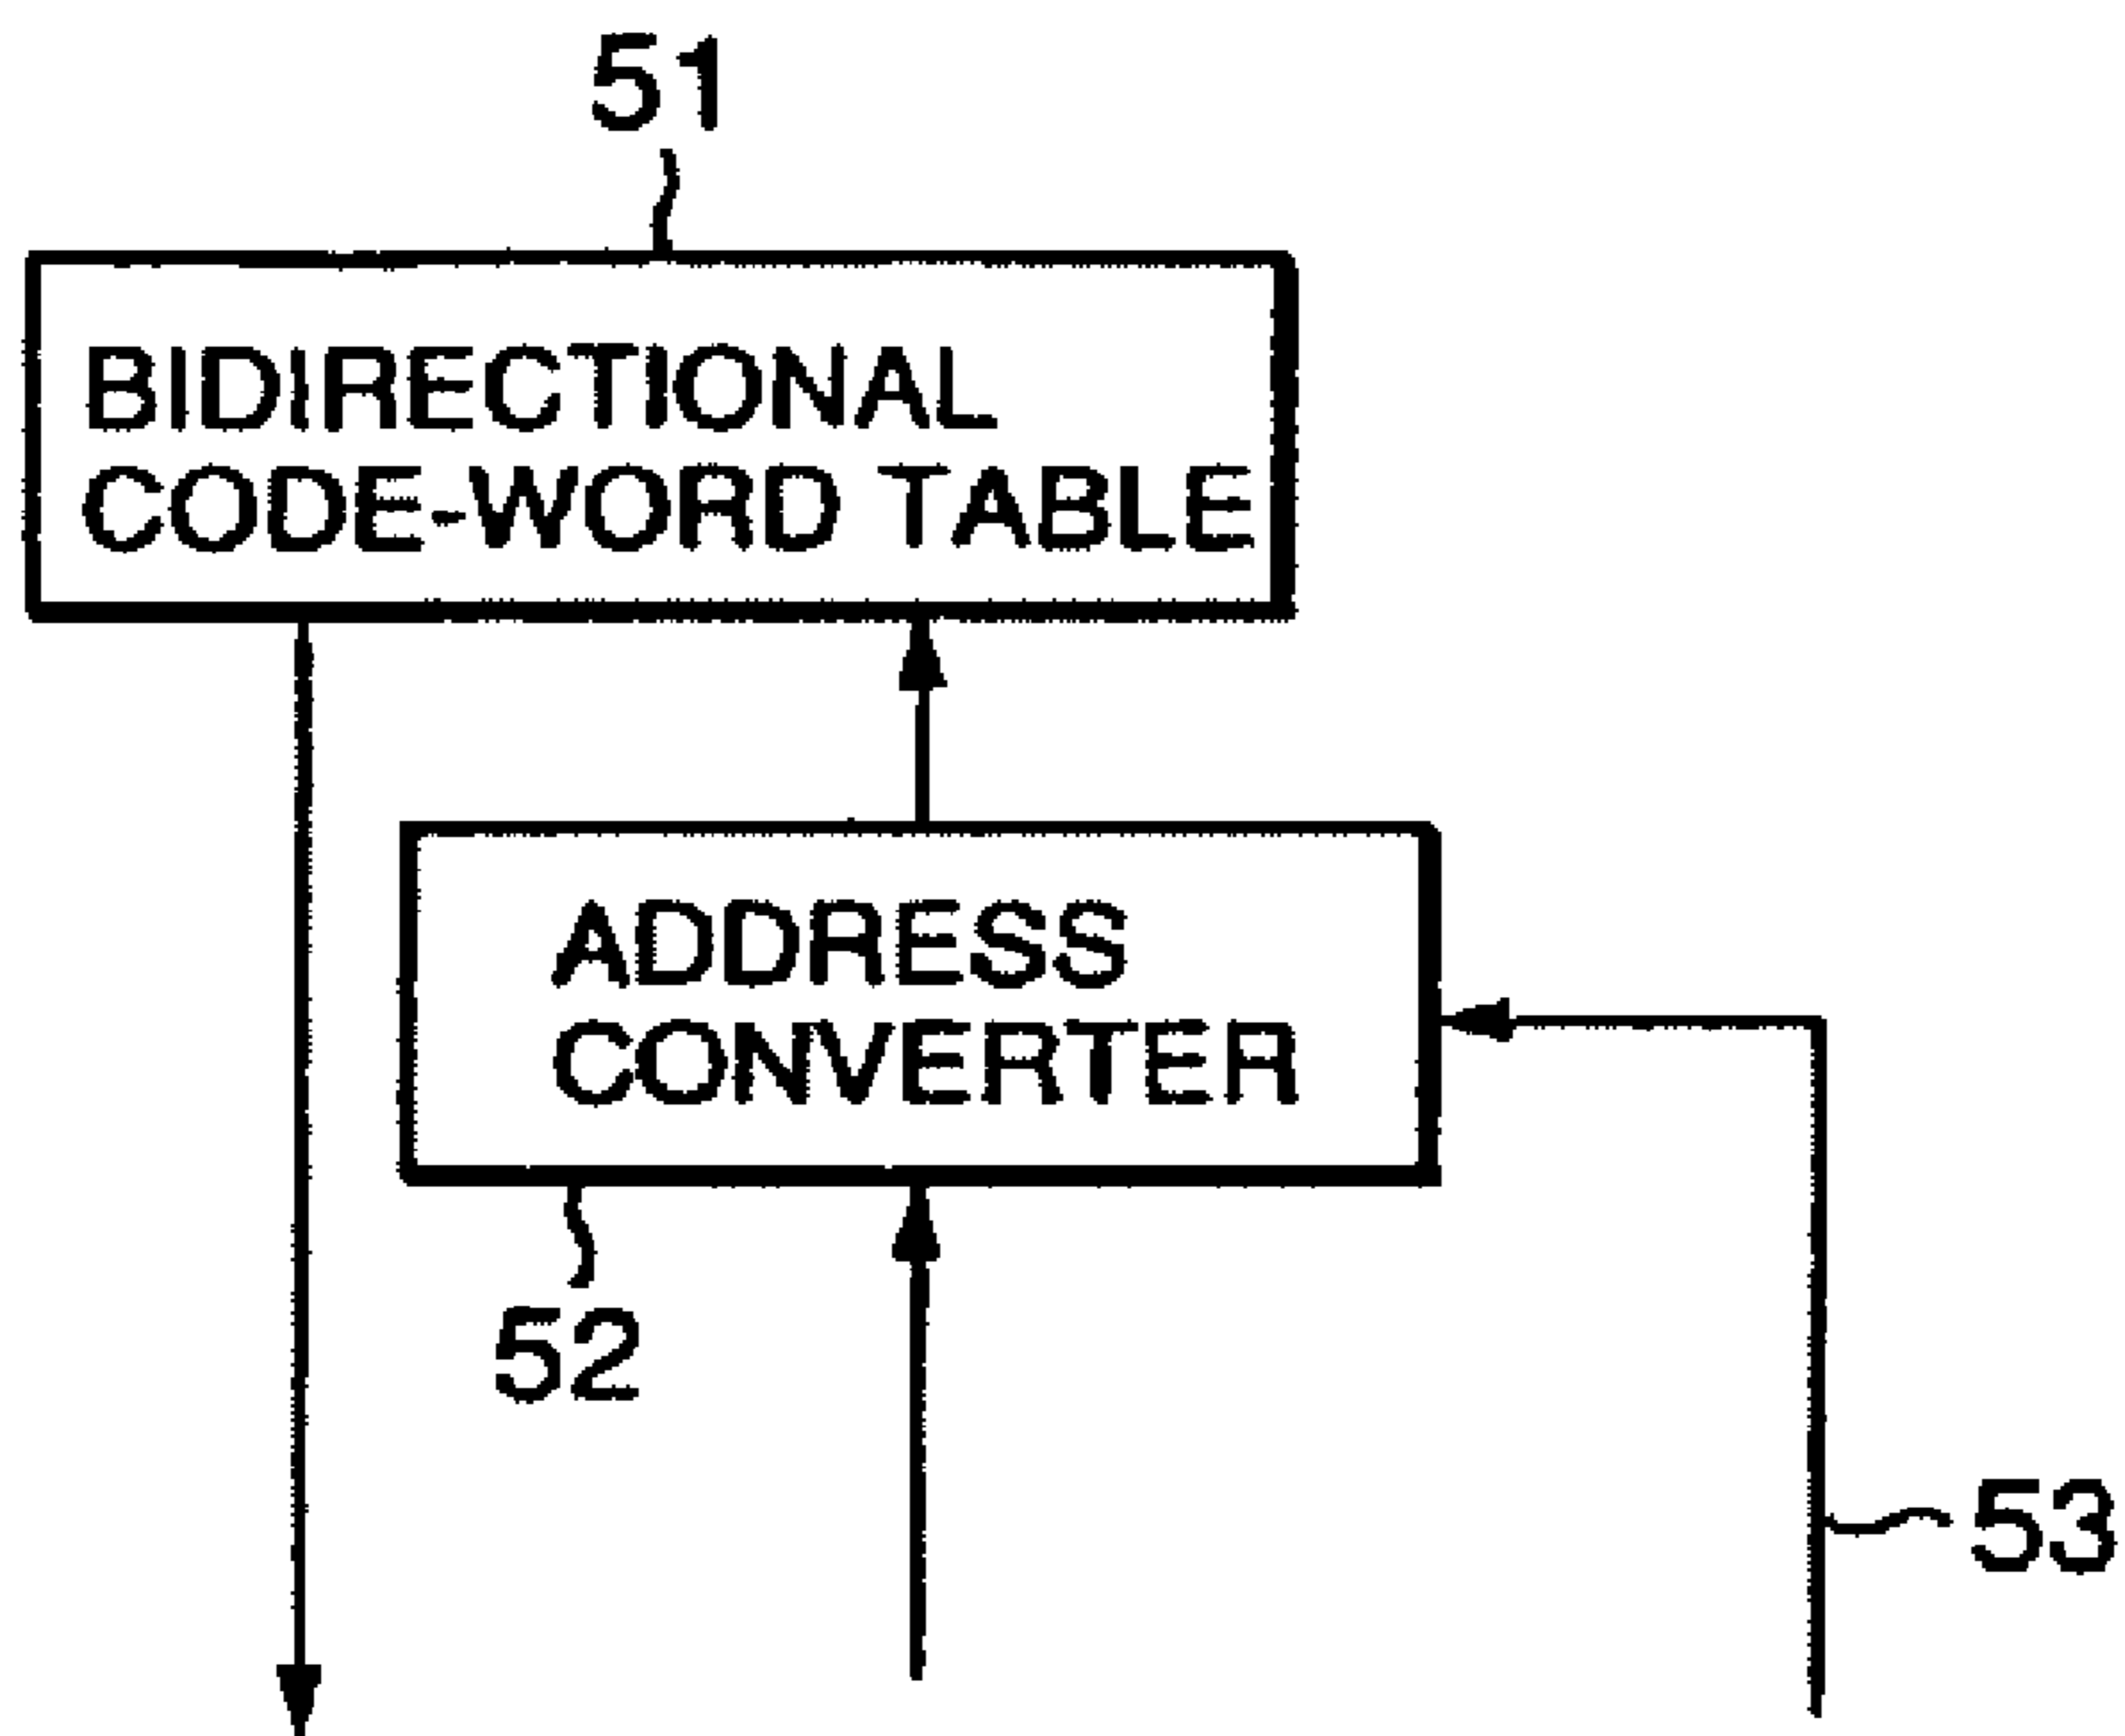 51
BIDIRECTIONAL
CODE-WORD TABLE
ADDRESS
CONVERTER
52
53